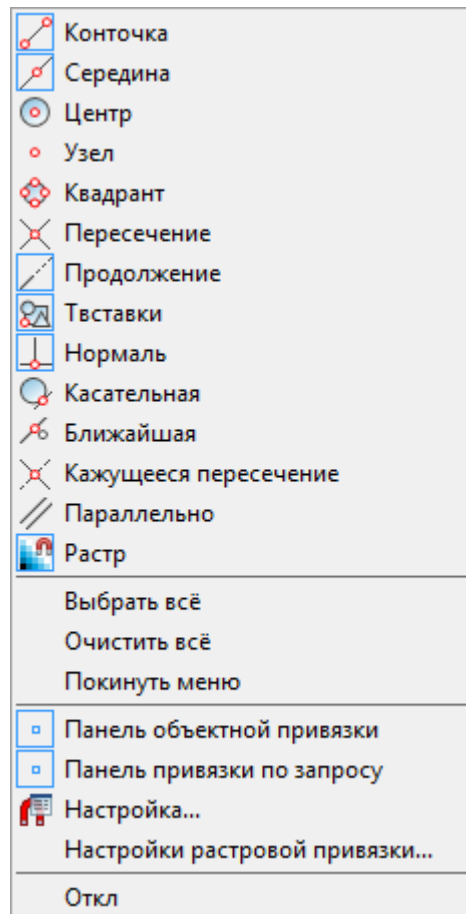 Конточка
Середина
Центр
Узел
Квадрант
Пересечение
Продолжение
Твставки
Нормаль
Касательная
Ближайшая
Кажущееся пересечение
Параллельно
Растр
Выбрать всё
Очистить всё
Покинуть меню
Панель объектной привязки
Панель привязки по запросу
Настройка...
Настройки растровой привязки...
Откл